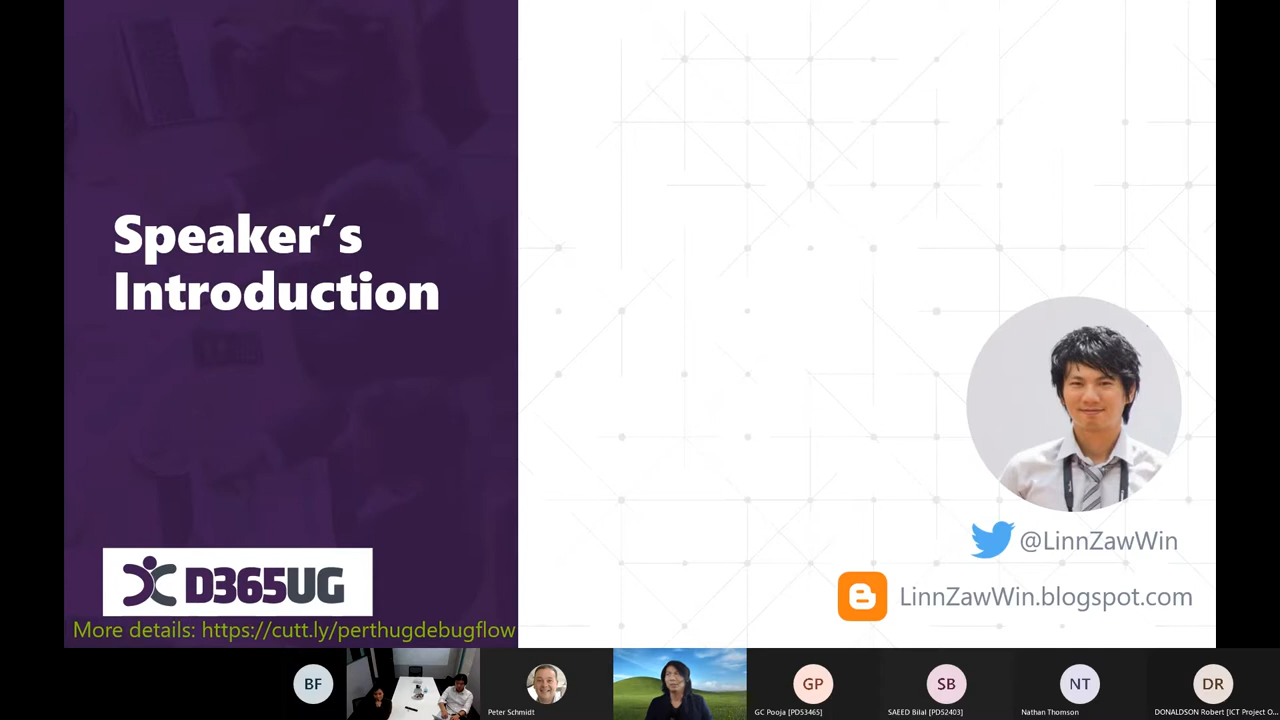 Speaker´s
Introduction
@LinnZawWin
LinnZawWin.blogspot.com
D365UG
More details: https://cutt.ly/perthugdebugflow
BF
Peter Schmidt
GP
GC Pooja [PD53465]
SB
SAEED Bilal [PD52403]
NT
Nathan Thomson
DR
DONALDSON Robert [ICT Project O...